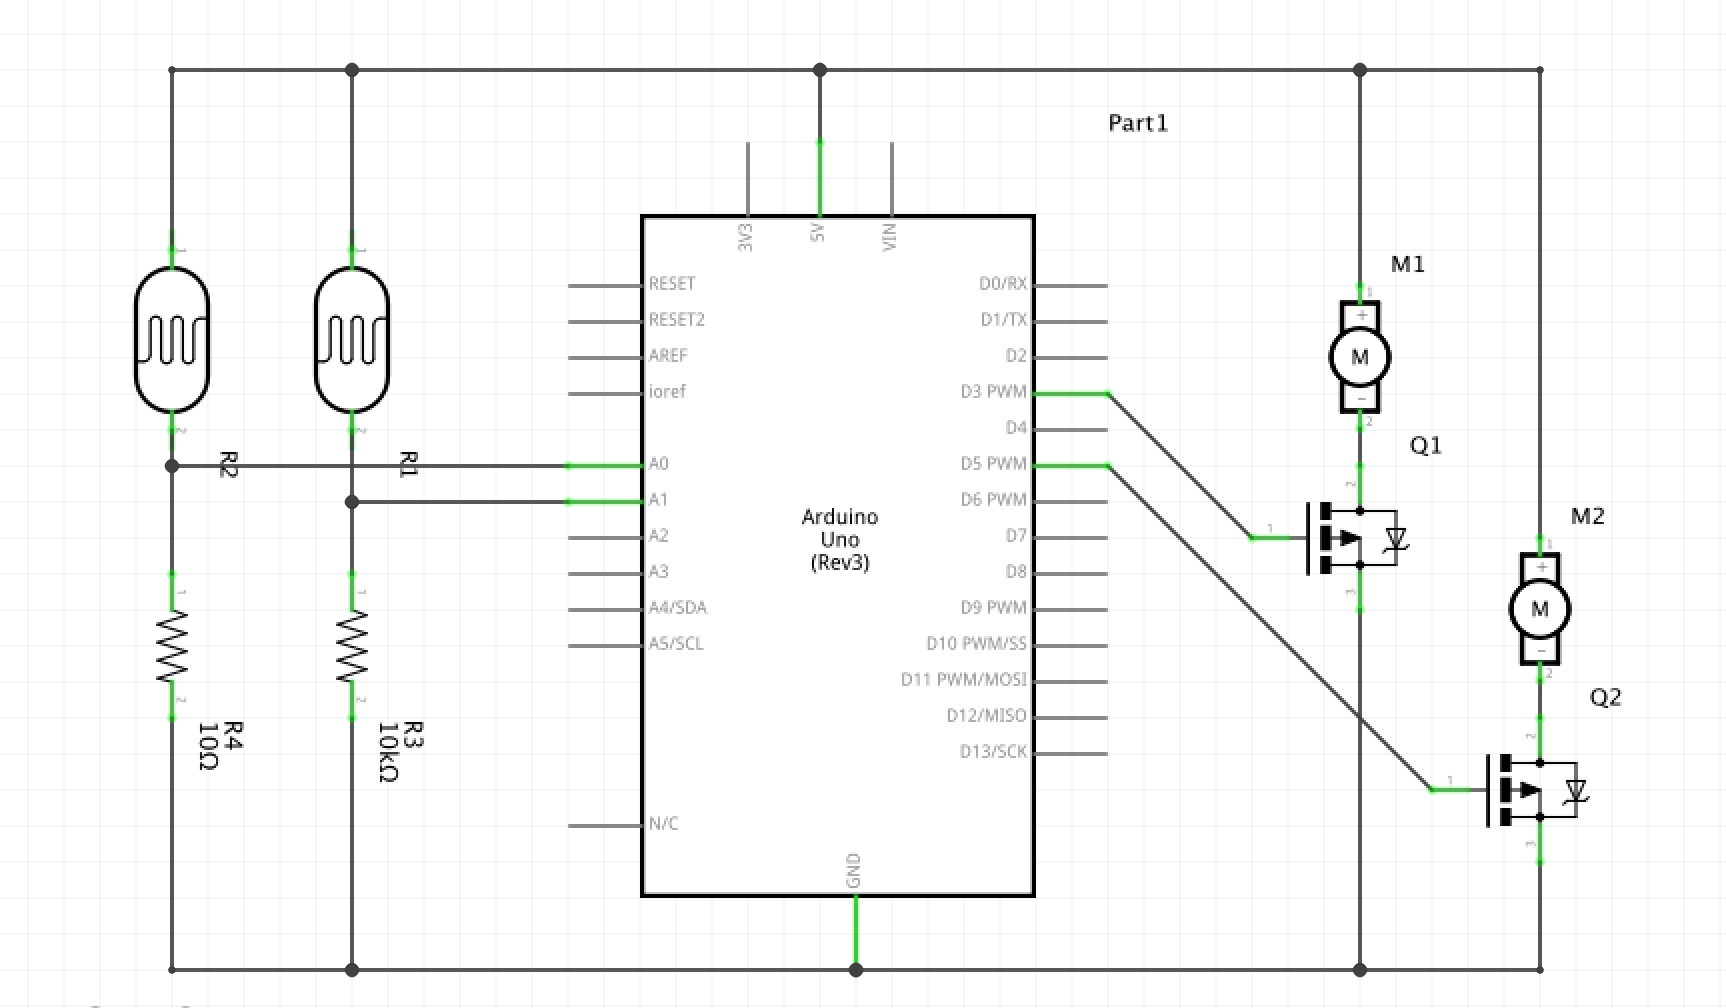 Part1
3V3
5V
VIN
M1
+
M
-
Q1
RESET
RESET2
AREF
ioref
A0
A1
A2
A3
A4/SDA
A5/SCL
N/C
D0/RX
D1/TX
D2
D3 PWM
D4
D5 PWM
D6 PWM
D7
D8
D9 PWM
D10 PWM/SS
D11 PWM/MOSI
D12/MISO
D13/SCK
Arduino
Uno
(Rev3)
GND
R2
R1
R4
10Ω
R3
10kΩ
M2
+
M
-
Q2
1
2
1
2
1
2
1
2
1
2
1
2
3
1
2
1
2
3